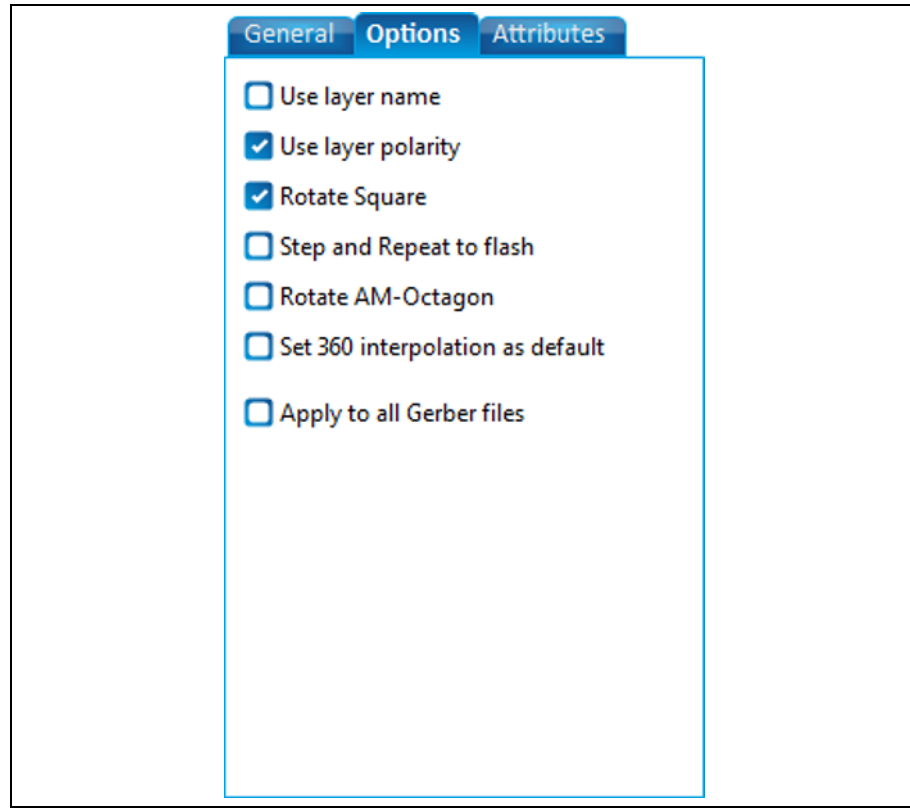 General Options Attributes
Use layer name
Use layer polarity
Rotate Square
Step and Repeat to flash
Rotate AM-Octagon
Set 360 interpolation as default
Apply to all Gerber files